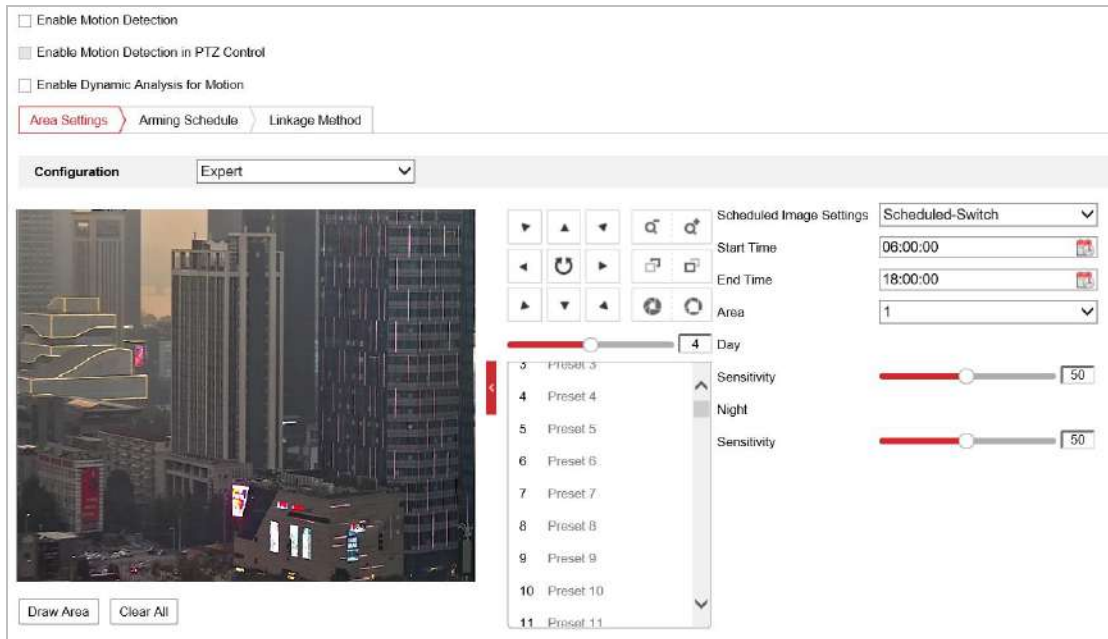 Enable Motion Detection
Enable Motion Detection in PTZ Control
Enable Dynamic Analysis for Motion
Area Settings Arming Schedule Linkage Method
Configuration Expert
Scheduled Image Settings Scheduled-Switch
Start Time 06:00:00
End Time 18:00:00
Area 1
4
Day
Sensitivity 50
Night
Sensitivity 50
3 Preset 3
4 Preset 4
5 Preset 5
6 Preset 6
7 Preset 7
8 Preset 8
9 Preset 9
10 Preset 10
11 Preset 11
Draw Area Clear All